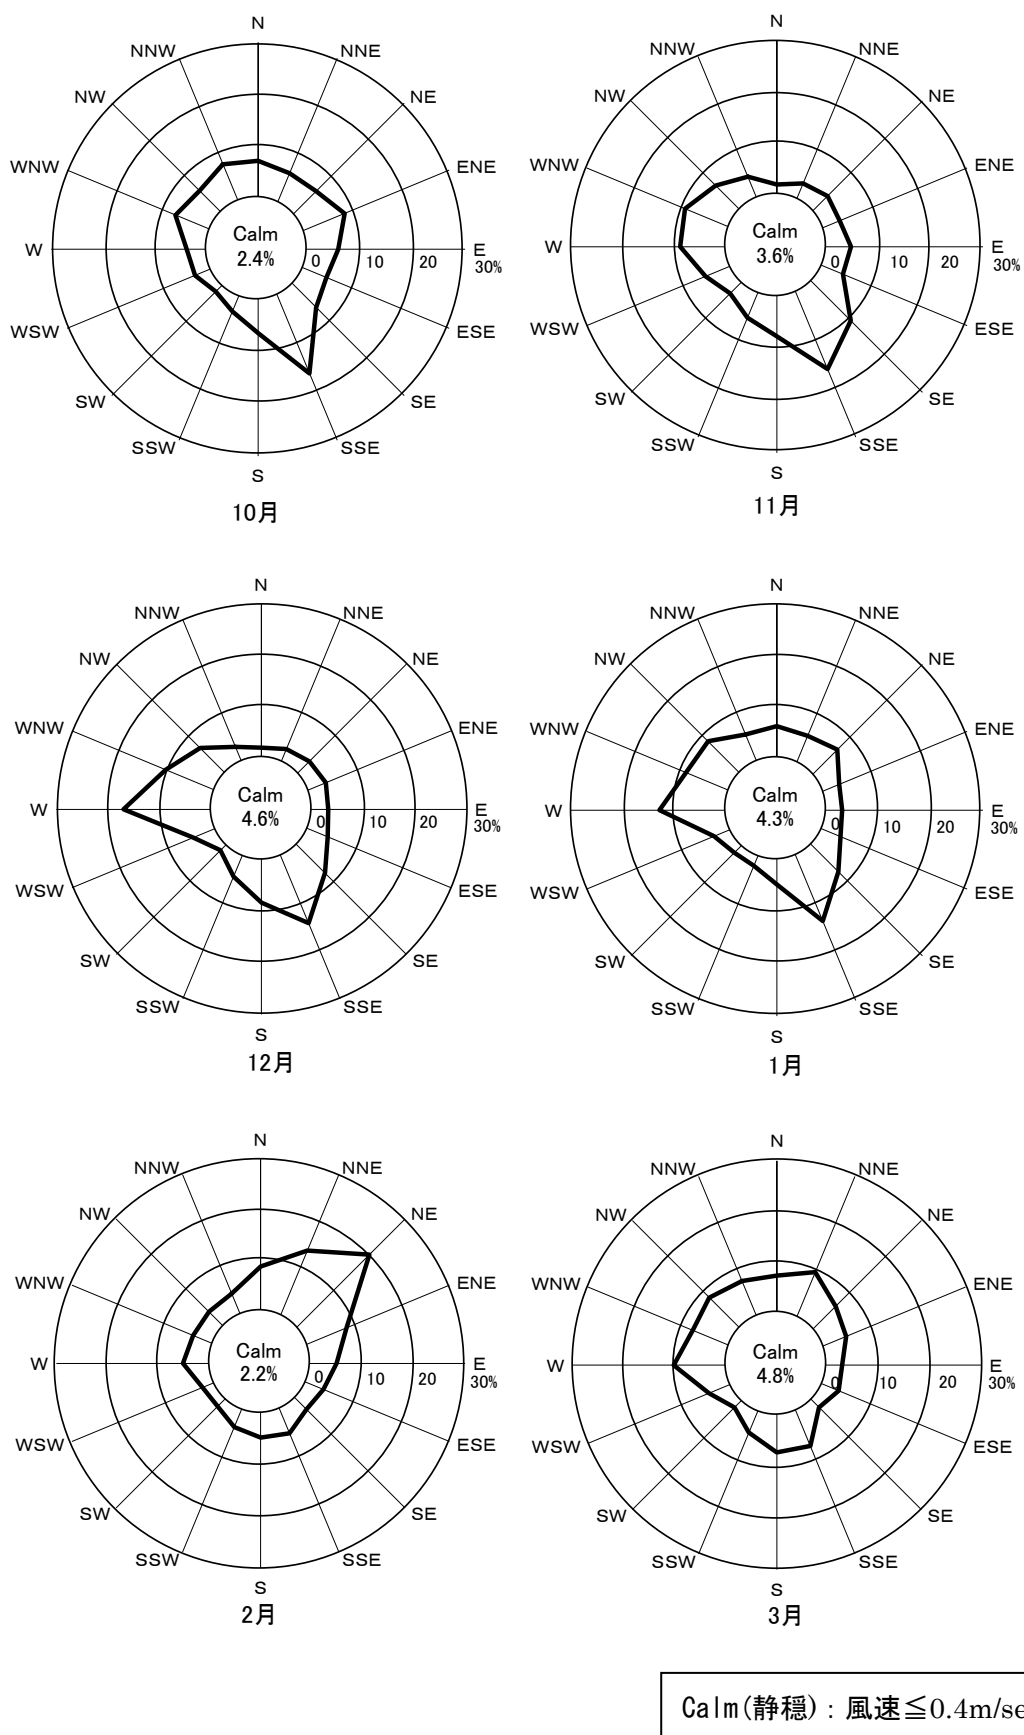 N
NNW NNE
NW NE
WNW ENE
Calm
2.4%
W 0 10 20 E
30%
WSW ESE
SW SE
SSW SSE
S
10月
N
NNW NNE
NW NE
WNW ENE
Calm
3.6%
W 0 10 20 E
30%
WSW ESE
SW SE
SSW SSE
S
11月
N
NNW NNE
NW NE
WNW ENE
Calm
4.6%
W 0 10 20 E
30%
WSW ESE
SW SE
SSW SSE
S
12月
N
NNW NNE
NW NE
WNW ENE
Calm
4.3%
W 0 10 20 E
30%
WSW ESE
SW SE
SSW SSE
S
1月
N
NNW NNE
NW NE
WNW ENE
Calm
2.2%
W 0 10 20 E
30%
WSW ESE
SW SE
SSW SSE
S
2月
N
NNW NNE
NW NE
WNW ENE
Calm
4.8%
W 0 10 20 E
30%
WSW ESE
SW SE
SSW SSE
S
3月
Calm(静穏)：風速≦0.4m/se